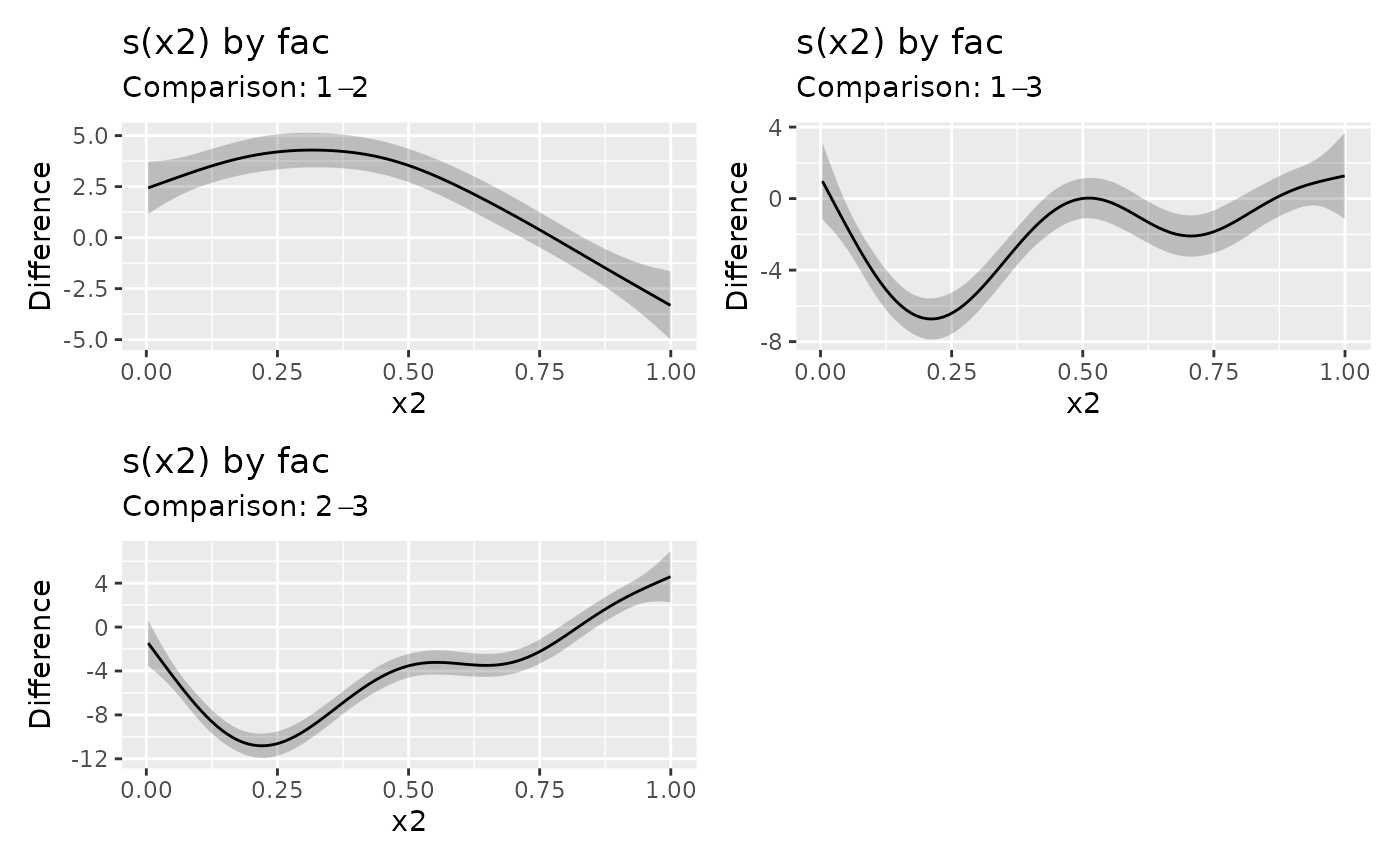 s(x2) by fac
Comparison: 1–2
Difference
5.0
2.5
0.0
-2.5
-5.0
0.00 0.25 0.50 0.75 1.00
x2
s(x2) by fac
Comparison: 1–3
Difference
4
0
-4
-8
0.00 0.25 0.50 0.75 1.00
x2
s(x2) by fac
Comparison: 2–3
Difference
4
0
-4
-8
-12
0.00 0.25 0.50 0.75 1.00
x2